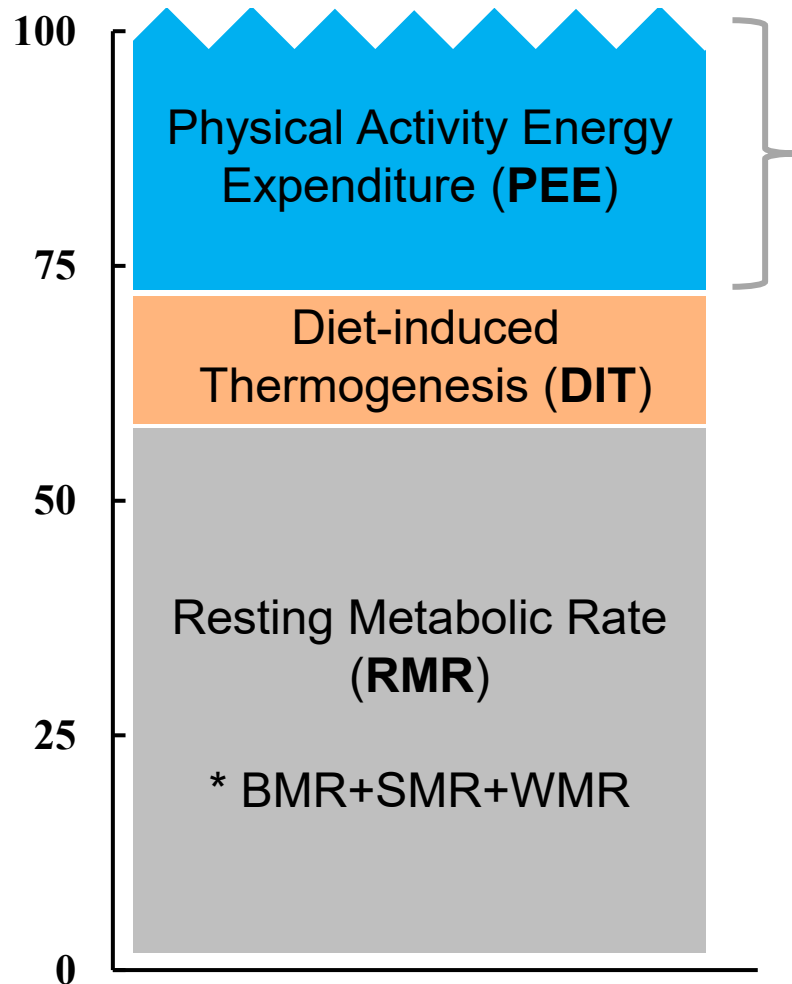 100
Physical Activity Energy
Expenditure (PEE)
75
Diet-induced
Thermogenesis (DIT)
50
Resting Metabolic Rate
(RMR)
25
* BMR+SMR+WMR
0